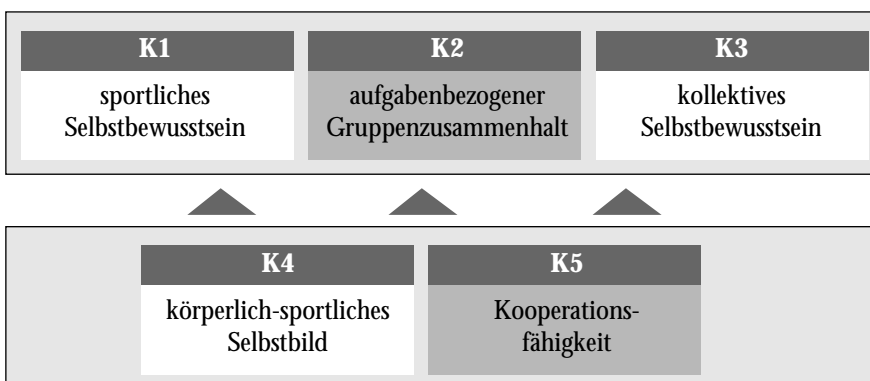 K1
sportliches
Selbstbewusstsein
K2
aufgabenbezogener
Gruppenzusammenhalt
K3
kollektives
Selbstbewusstsein
K4
körperlich-sportliches
Selbstbild
K5
Kooperations-
fähigkeit